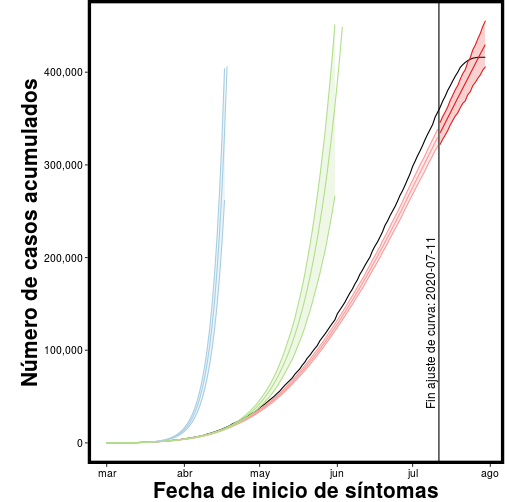 Número de casos acumulados
400,000
300,000
200,000
100,000
0
Fin ajuste de curva: 2020-07-11
mar abr may jun jul ago
Fecha de inicio de síntomas